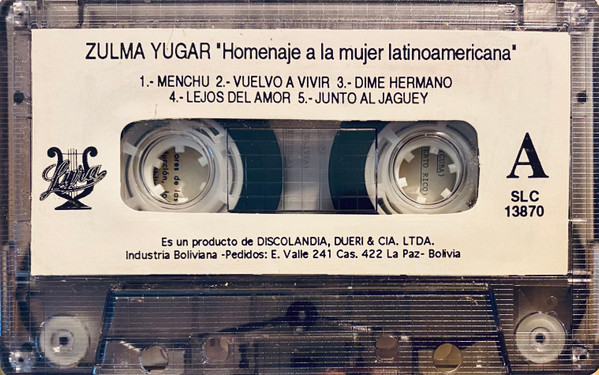 ZULMA YUGAR "Homenaje a la mujer latinoamericana"
1.- MENCHU 2.- VUELVO A VIVIR 3.- DIME HERMANO
4.- LEJOS DEL AMOR 5.- JUNTO AL JAGUEY
Lyra
A
SLC
13870
Es un producto de DISCOLANDIA, DUERI & CIA. LTDA.
Industria Boliviana -Pedidos: E. Valle 241 Cas. 422 La Paz- Bolivia